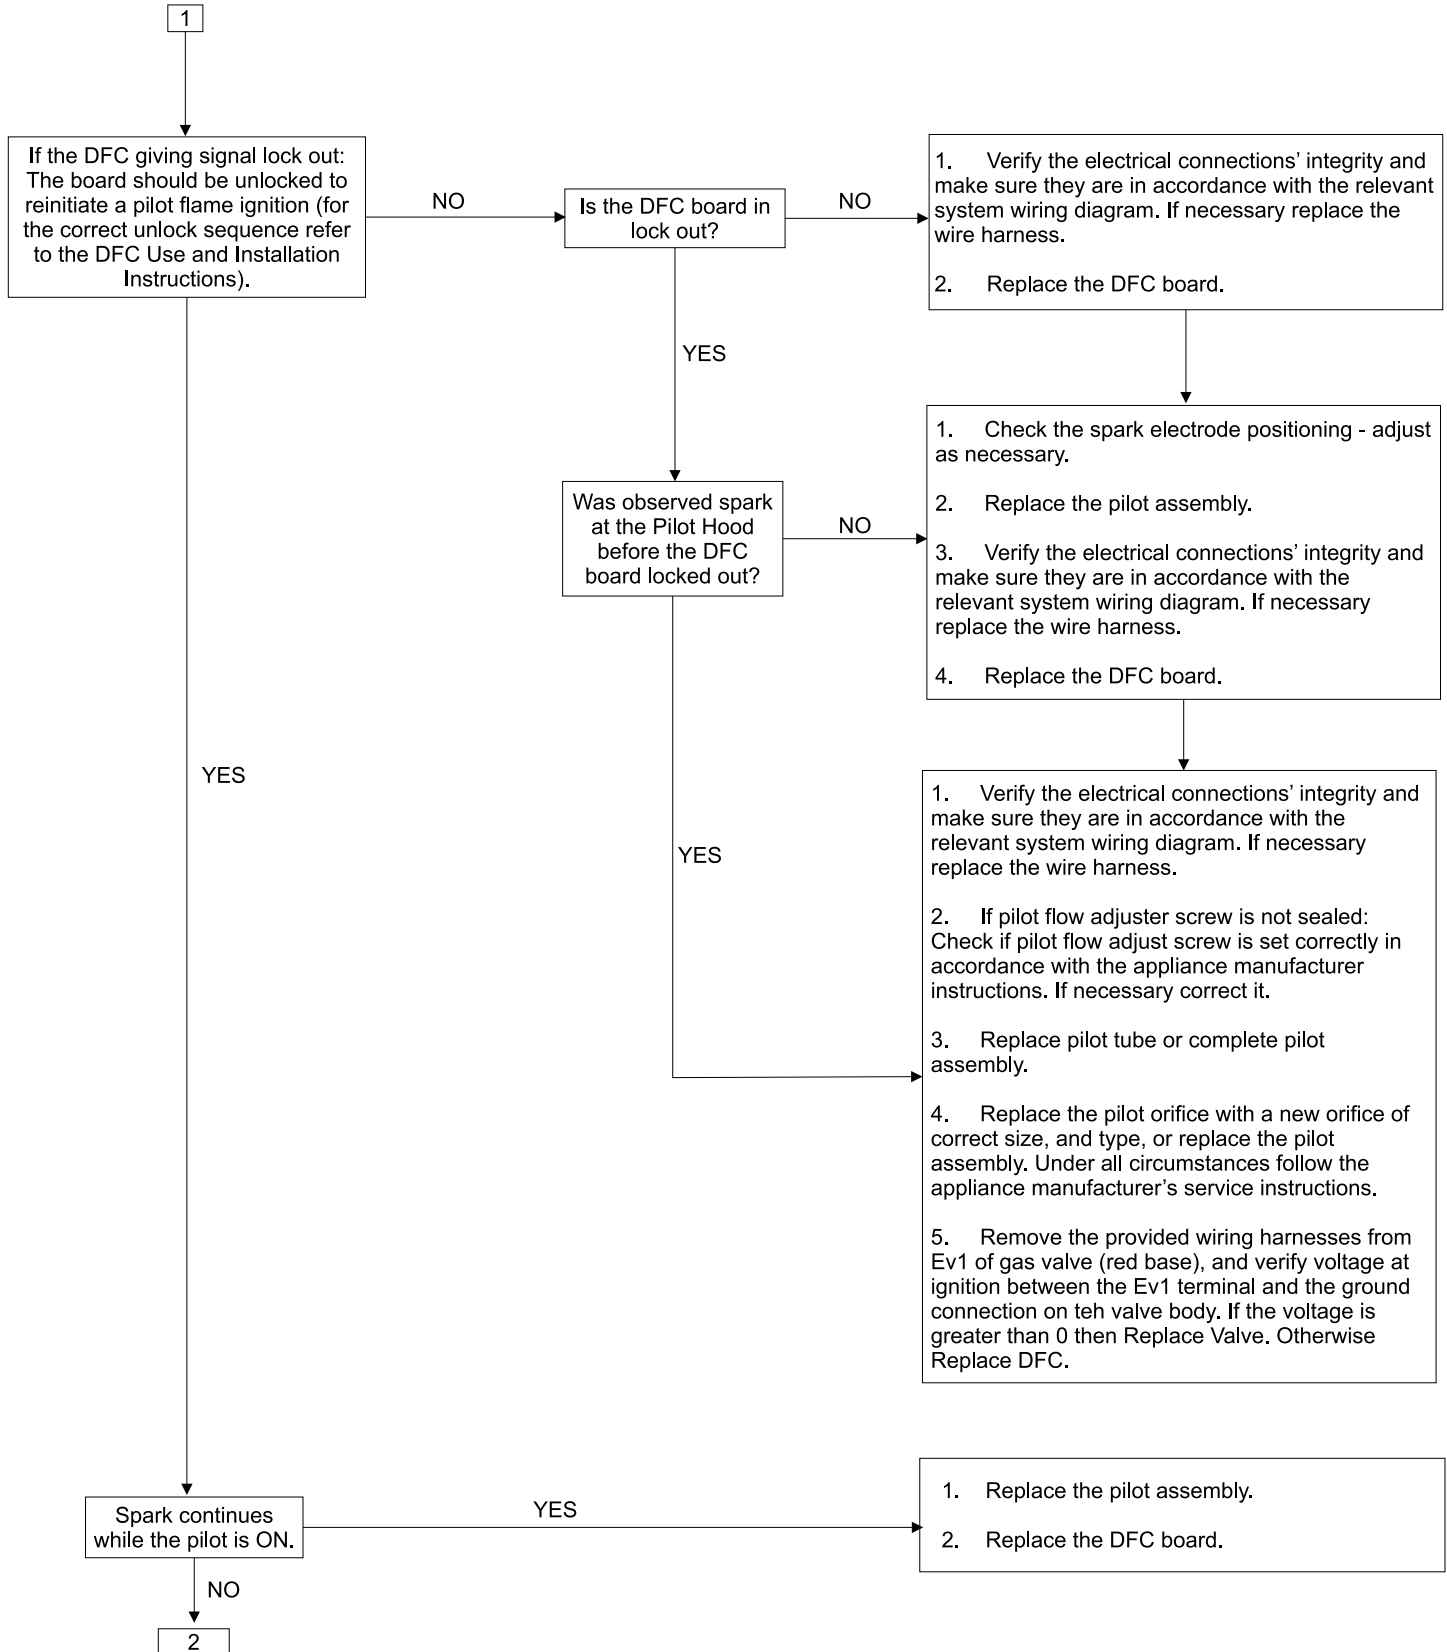 1
If the DFC giving signal lock out:
The board should be unlocked to
reinitiate a pilot flame ignition (for
the correct unlock sequence refer
to the DFC Use and Installation
Instructions).
NO
Is the DFC board in
lock out?
NO
1. Verify the electrical connections’ integrity and
make sure they are in accordance with the relevant
system wiring diagram. If necessary replace the
wire harness.
2. Replace the DFC board.
YES
Was observed spark
at the Pilot Hood
before the DFC
board locked out?
NO
1. Check the spark electrode positioning - adjust
as necessary.
2. Replace the pilot assembly.
3. Verify the electrical connections’ integrity and
make sure they are in accordance with the
relevant system wiring diagram. If necessary
replace the wire harness.
4. Replace the DFC board.
YES
YES
1. Verify the electrical connections’ integrity and
make sure they are in accordance with the
relevant system wiring diagram. If necessary
replace the wire harness.
2. If pilot flow adjuster screw is not sealed:
Check if pilot flow adjust screw is set correctly in
accordance with the appliance manufacturer
instructions. If necessary correct it.
3. Replace pilot tube or complete pilot
assembly.
4. Replace the pilot orifice with a new orifice of
correct size, and type, or replace the pilot
assembly. Under all circumstances follow the
appliance manufacturer’s service instructions.
5. Remove the provided wiring harnesses from
Ev1 of gas valve (red base), and verify voltage at
ignition between the Ev1 terminal and the ground
connection on teh valve body. If the voltage is
greater than 0 then Replace Valve. Otherwise
Replace DFC.
Spark continues
while the pilot is ON.
YES
1. Replace the pilot assembly.
2. Replace the DFC board.
NO
2